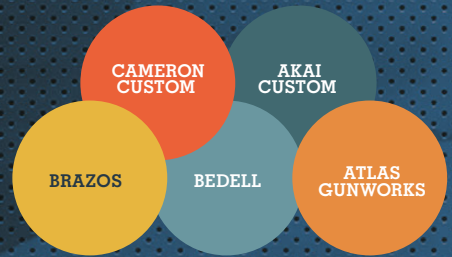 CAMERON
CUSTOM
AKAI
CUSTOM
BRAZOS
BEDELL
ATLAS
GUNWORKS